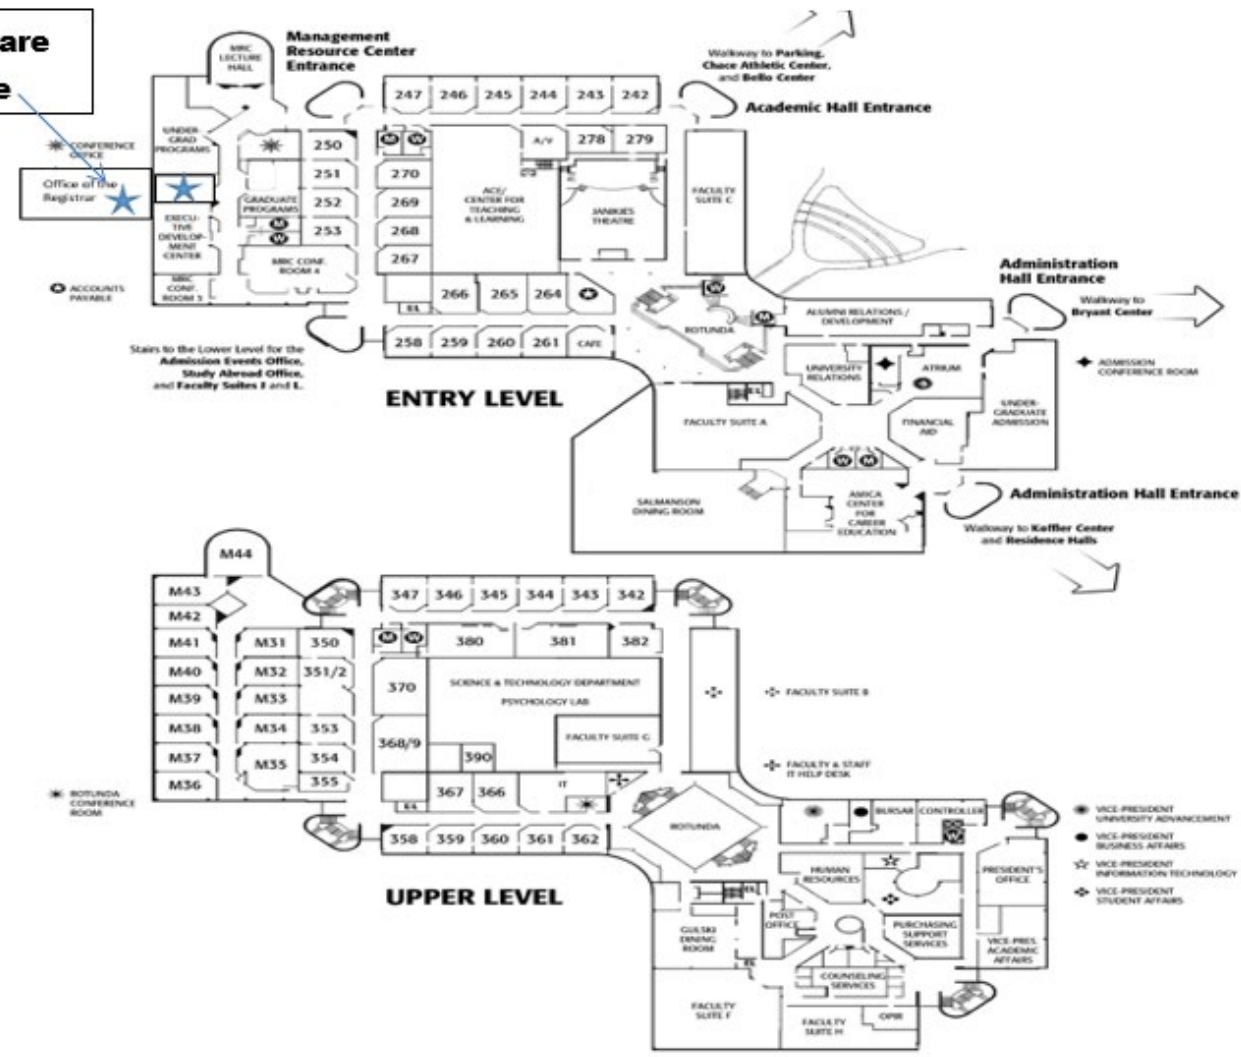 are
e
Management
Resource Center
Entrance
MRC
LECTURE
HALL
Walkway to Parking,
Chace Athletic Center,
and Bello Center
Academic Hall Entrance
247 246 245 244 243 242
CONFERENCE
OFFICE
UNDER
GRAD
PROGRAMS
250
M W
A/V
278 279
Office of the
Registrar
251
270
GRADUATE
PROGRAMS
252
269
ACE/
CENTER FOR
TEACHING
& LEARNING
JANIKIES
THEATRE
FACULTY
SUITE C
EXECU-
TIVE
DEVELOP-
MENT
CENTER
M
W
253
268
MRC CONF.
ROOM 4
267
MRC
CONF.
ROOM 3
ACCOUNTS
PAYABLE
266 265 264
EL
W
M
ROTUNDA
Administration
Hall Entrance
Walkway to
Bryant Center
ALUMNI RELATIONS /
DEVELOPMENT
258 259 260 261 CAFE
Stairs to the Lower Level for the
Admission Events Office,
Study Abroad Office,
and Faculty Suites J and L.
UNIVERSITY
RELATIONS
ATRIUM
ADMISSION
CONFERENCE ROOM
ENTRY LEVEL
EL
FACULTY SUITE A
FINANCIAL
AID
UNDER-
GRADUATE
ADMISSION
W M
SALMANSON
DINING ROOM
AMICA
CENTER
FOR
CAREER
EDUCATION
Administration Hall Entrance
Walkway to Koffler Center
and Residence Halls
M44
M43
347 346 345 344 343 342
M42
M41 M31 350
M W
380 381 382
M40 M32 351/2
370
SCIENCE & TECHNOLOGY DEPARTMENT
PSYCHOLOGY LAB
FACULTY SUITE B
M39 M33
M38 M34 353
368/9
FACULTY SUITE G
M37 M35 354
390
FACULTY & STAFF
IT HELP DESK
M36 355
367 366
IT
EL
ROTUNDA
CONFERENCE
ROOM
BURSAR CONTROLLER
W
VICE-PRESIDENT
UNIVERSITY ADVANCEMENT
358 359 360 361 362
ROTUNDA
VICE-PRESIDENT
BUSINESS AFFAIRS
HUMAN
RESOURCES
PRESIDENT'S
OFFICE
VICE-PRESIDENT
INFORMATION TECHNOLOGY
VICE-PRESIDENT
STUDENT AFFAIRS
UPPER LEVEL
EL
POST
OFFICE
GULSKI
DINING
ROOM
PURCHASING
SUPPORT
SERVICES
VICE-PRES.
ACADEMIC
AFFAIRS
EL
COUNSELING
SERVICES
FACULTY
SUITE F
FACULTY
SUITE H
OPIR